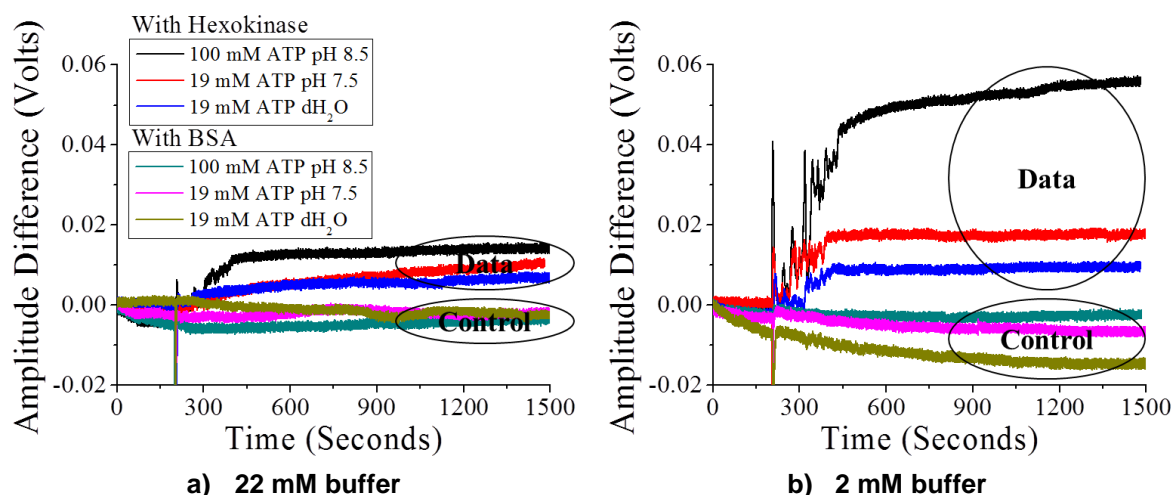 With Hexokinase
100 mM ATP pH 8.5
19 mM ATP pH 7.5
19 mM ATP dH₂O
With BSA
100 mM ATP pH 8.5
19 mM ATP pH 7.5
19 mM ATP dH₂O
Amplitude Difference (Volts)
0.06
0.04
0.02
0.00
-0.02
Data
Control
0 300 600 900 1200 1500
Time (Seconds)
a) 22 mM buffer
Amplitude Difference (Volts)
0.06
0.04
0.02
0.00
-0.02
Data
Control
0 300 600 900 1200 1500
Time (Seconds)
b) 2 mM buffer